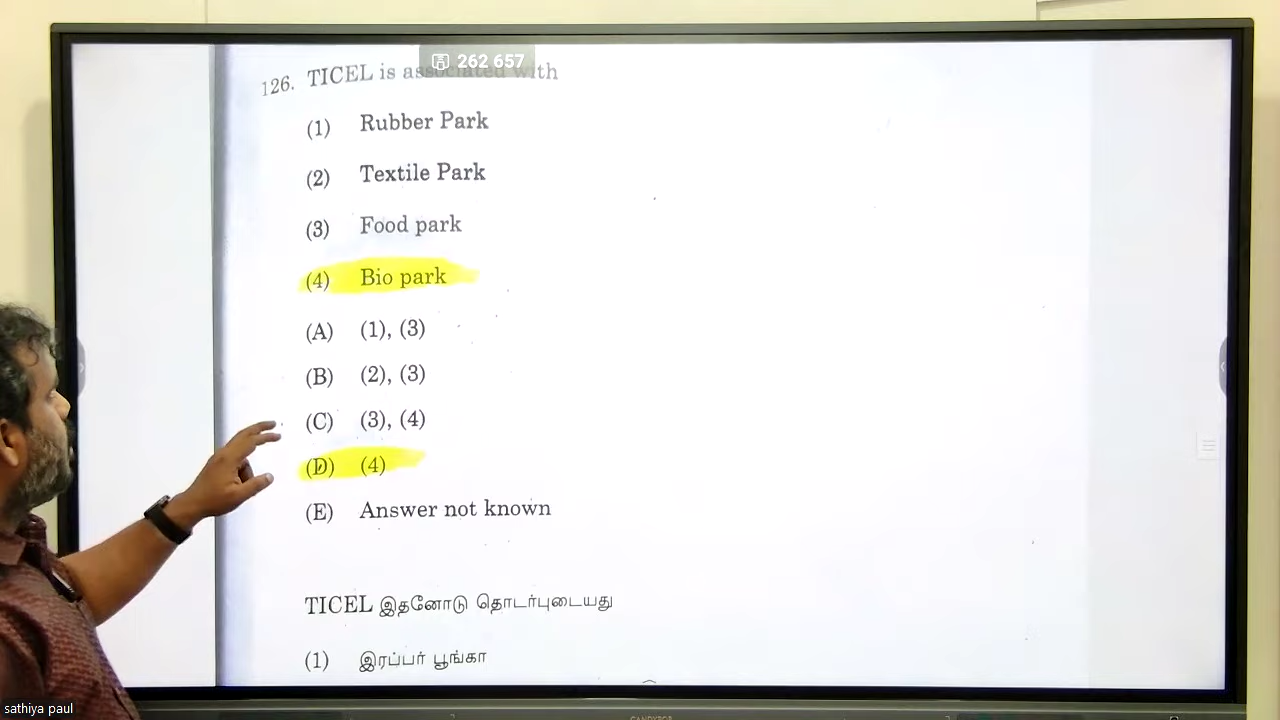 262 657
126. TICEL is associated with
(1) Rubber Park
(2) Textile Park
(3) Food park
(4) Bio park
(A) (1), (3)
(B) (2), (3)
(C) (3), (4)
(D) (4)
(E) Answer not known
TICEL இதனோடு தொடர்புடையது
(1) இரப்பர் பூங்கா
sathiya paul